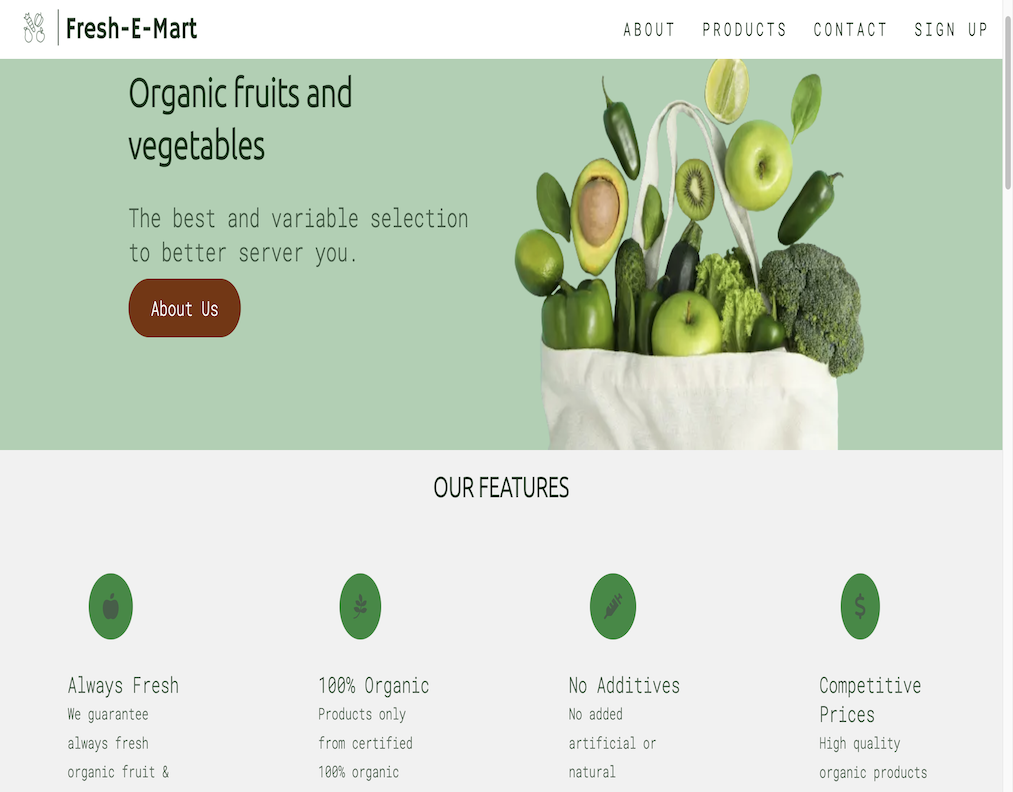 Fresh-E-Mart
ABOUT PRODUCTS CONTACT SIGN UP
Organic fruits and
vegetables
The best and variable selection
to better server you.
About Us
OUR FEATURES
Always Fresh
We guarantee
always fresh
organic fruit &
100% Organic
Products only
from certified
100% organic
No Additives
No added
artificial or
natural
Competitive
Prices
High quality
organic products